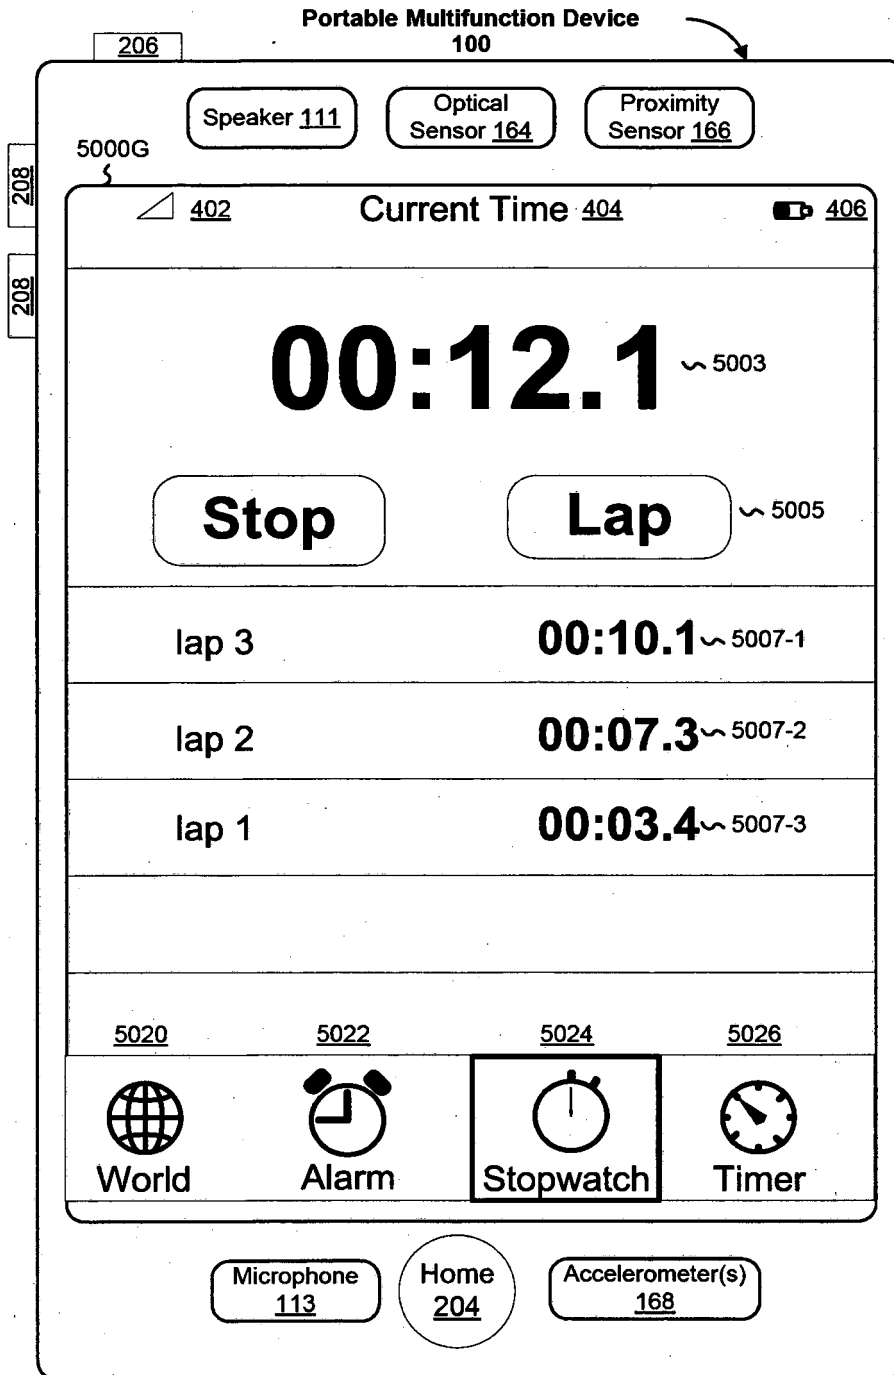 Portable Multifunction Device
100
206
Speaker 111
Optical
Sensor 164
Proximity
Sensor 166
5000G
208
208
402
Current Time 404
406
00:12.1
5003
Stop
Lap
5005
lap 3
00:10.1
5007-1
lap 2
00:07.3
5007-2
lap 1
00:03.4
5007-3
5020
5022
5024
5026
World
Alarm
Stopwatch
Timer
Microphone
113
Home
204
Accelerometer(s)
168